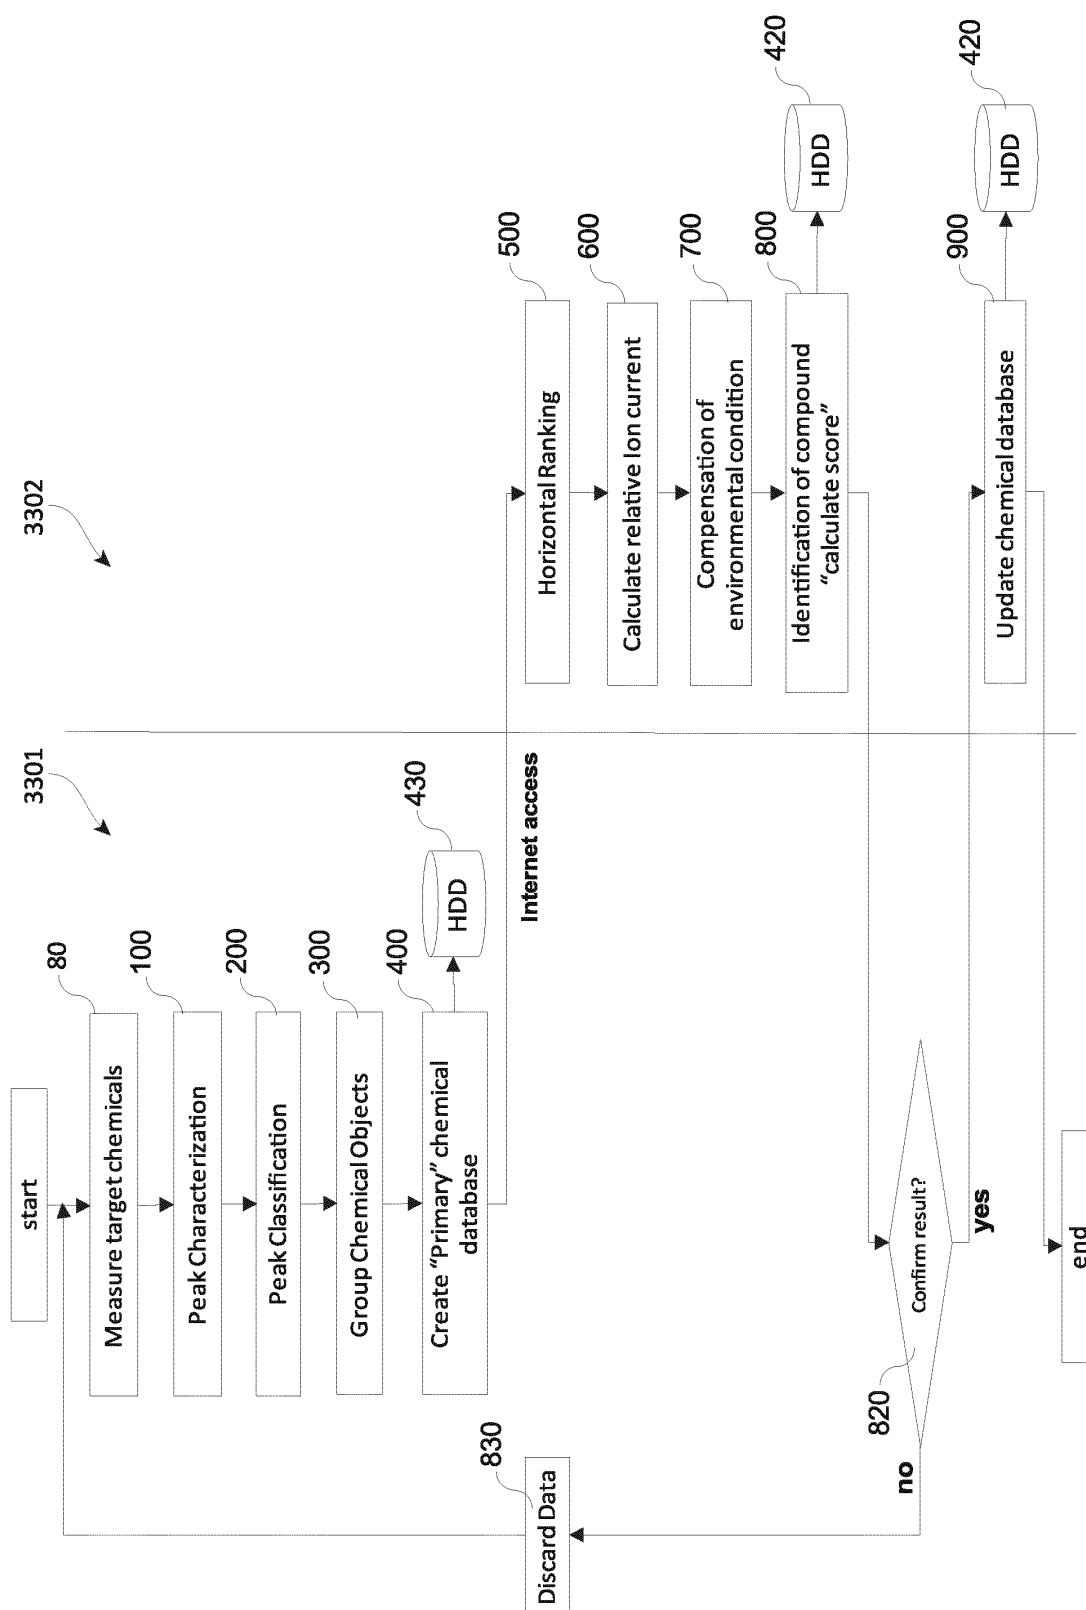 3301
3302
start
80
Measure target chemicals
100
Peak Characterization
200
Peak Classification
300
Group Chemical Objects
400
Create “Primary” chemical
database
430
HDD
Internet access
500
Horizontal Ranking
600
Calculate relative Ion current
700
Compensation of
environmental condition
800
Identification of compound
“calculate score”
420
HDD
830
Discard Data
820
Confirm result?
no
yes
900
Update chemical database
420
HDD
end